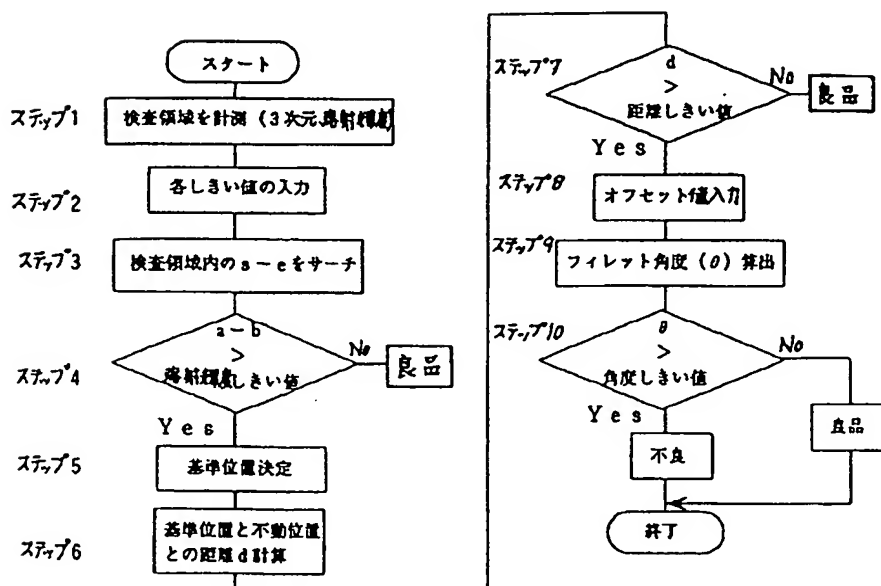 スタート
ステップ1
検査領域を計測(3次元、
ステップ2
各しきい値の入力
ステップ3
検査領域内のs-eをサーチ
ステップ4
a-b
>
しきい値
No
良品
Yes
ステップ5
基準位置決定
ステップ6
基準位置と不動位置
との距離d計算
ステップ7
d
>
距離しきい値
No
良品
Yes
ステップ8
オフセット値入力
ステップ9
フィレット角度(θ)算出
ステップ10
θ
>
角度しきい値
No
良品
Yes
不良
終了